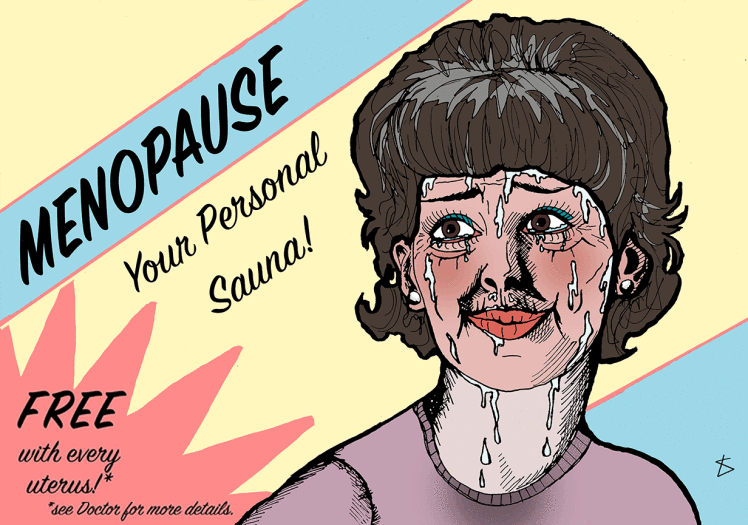 MENOPAUSE
Your Personal
Sauna!
FREE
with every
uterus!*
*see Doctor for more details.